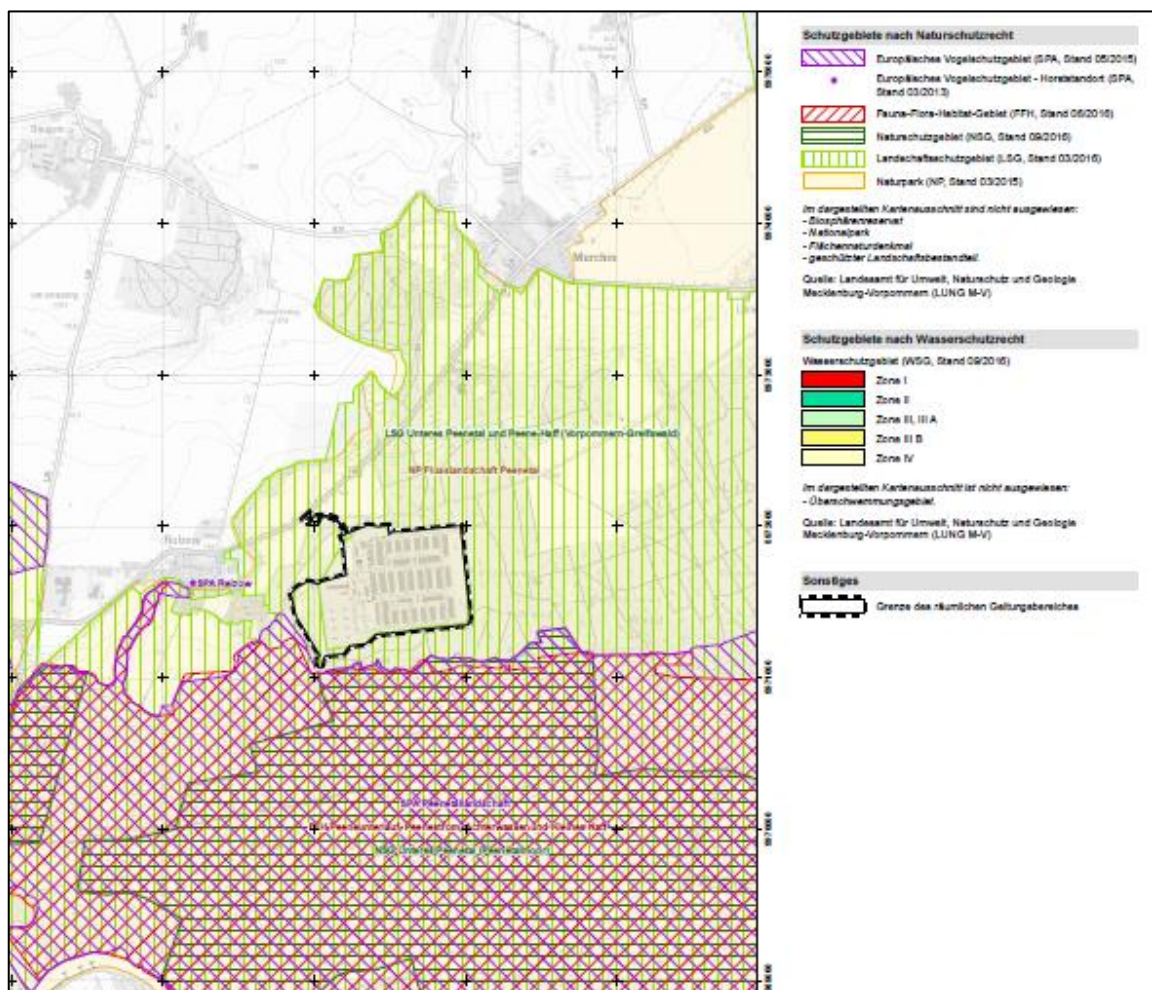 Schutzgebiete nach Naturschutzrecht
Europäisches Vogelschutzgebiet (SPA, Stand 05/2015)
Europäisches Vogelschutzgebiet - Horststandort (SPA,
Stand 03/2013)
Fauna-Flora-Habitat-Gebiet (FFH, Stand 06/2016)
Naturschutzgebiet (NSG, Stand 09/2016)
Landschaftsschutzgebiet (LSG, Stand 03/2016)
Naturpark (NP, Stand 03/2015)
Im dargestellten Kartenausschnitt sind nicht ausgewiesen:
- Biosphärenreservat
- Nationalpark
- Flächennaturdenkmal
- geschützter Landschaftsbestandteil.
Quelle: Landesamt für Umwelt, Naturschutz und Geologie
Mecklenburg-Vorpommern (LUNG M-V)
Schutzgebiete nach Wasserschutzrecht
Wasserschutzgebiet (WSG, Stand 09/2016)
Zone I
Zone II
Zone III, III A
Zone III B
Zone IV
Im dargestellten Kartenausschnitt ist nicht ausgewiesen:
- Überschwemmungsgebiet.
Quelle: Landesamt für Umwelt, Naturschutz und Geologie
Mecklenburg-Vorpommern (LUNG M-V)
Sonstiges
Grenze des räumlichen Geltungsbereiches
Murchin
LSG Unteres Peenetal und Peene-Haff (Vorpommern-Greifswald)
NP Flusslandschaft Peenetal
Relzow
SPA Relzow
SPA Peenetallandschaft
NSG Unteres Peenetal (Peenetalmoor)
5974000
5973000
5972000
5971000
5970000